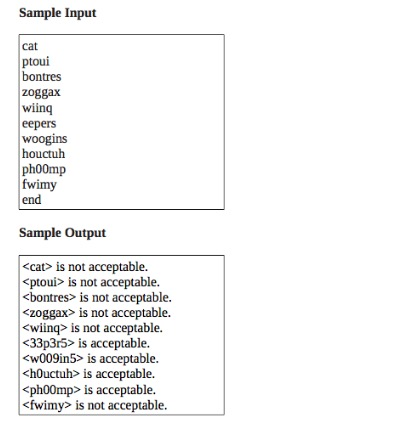 Sample Input
cat
ptoui
bontres
zoggax
wiinq
eepers
woogins
houctuh
ph00mp
fwimy
end
Sample Output
<cat> is not acceptable.
<ptoui> is not acceptable.
<bontres> is not acceptable.
<zoggax> is not acceptable.
<wiinq> is not acceptable.
<33p3r5> is acceptable.
<w009in5> is acceptable.
<h0uctuh> is acceptable.
<ph00mp> is acceptable.
<fwimy> is not acceptable.